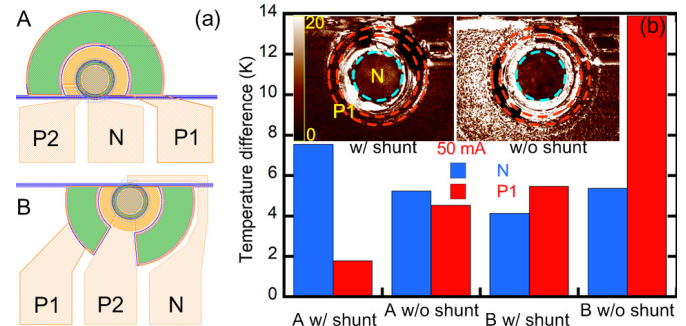 A
(a)
P2
N
P1
B
P1
P2
N
Temperature difference (K)
14
12
10
8
6
4
2
0
20
0
N
P1
(b)
w/ shunt
w/o shunt
50 mA
N
P1
A w/ shunt
A w/o shunt
B w/ shunt
B w/o shunt